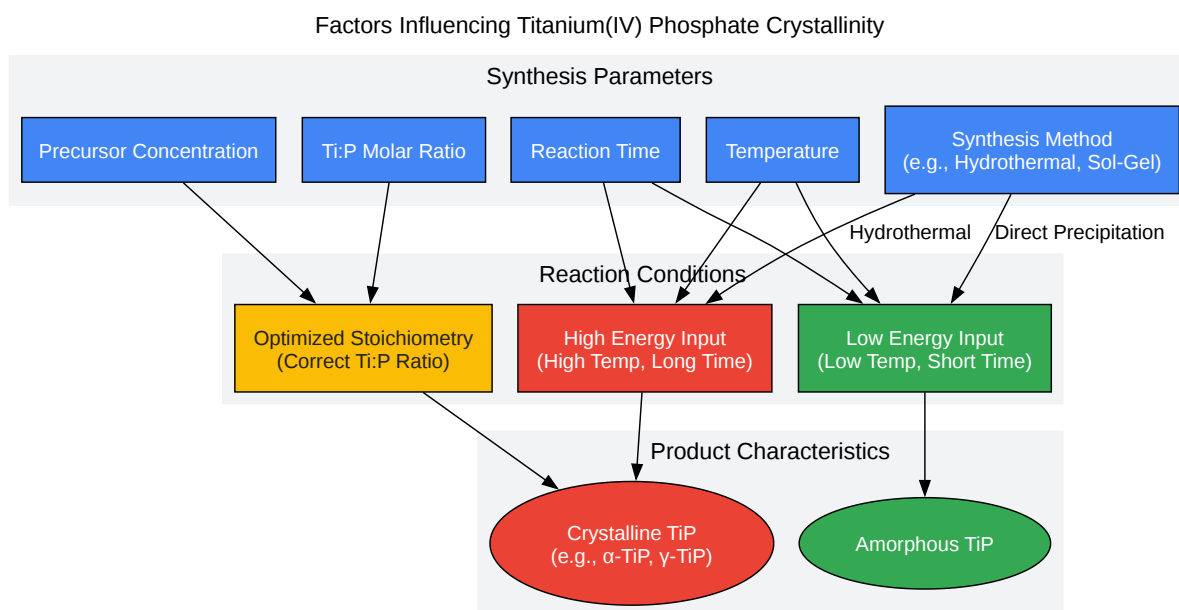 Factors Influencing Titanium(IV) Phosphate Crystallinity
Synthesis Parameters
Precursor Concentration
Ti:P Molar Ratio
Reaction Time
Temperature
Synthesis Method
(e.g., Hydrothermal, Sol-Gel)
Hydrothermal
Direct Precipitation
Reaction Conditions
Optimized Stoichiometry
(Correct Ti:P Ratio)
High Energy Input
(High Temp, Long Time)
Low Energy Input
(Low Temp, Short Time)
Product Characteristics
Crystalline TiP
(e.g., α-TiP, γ-TiP)
Amorphous TiP